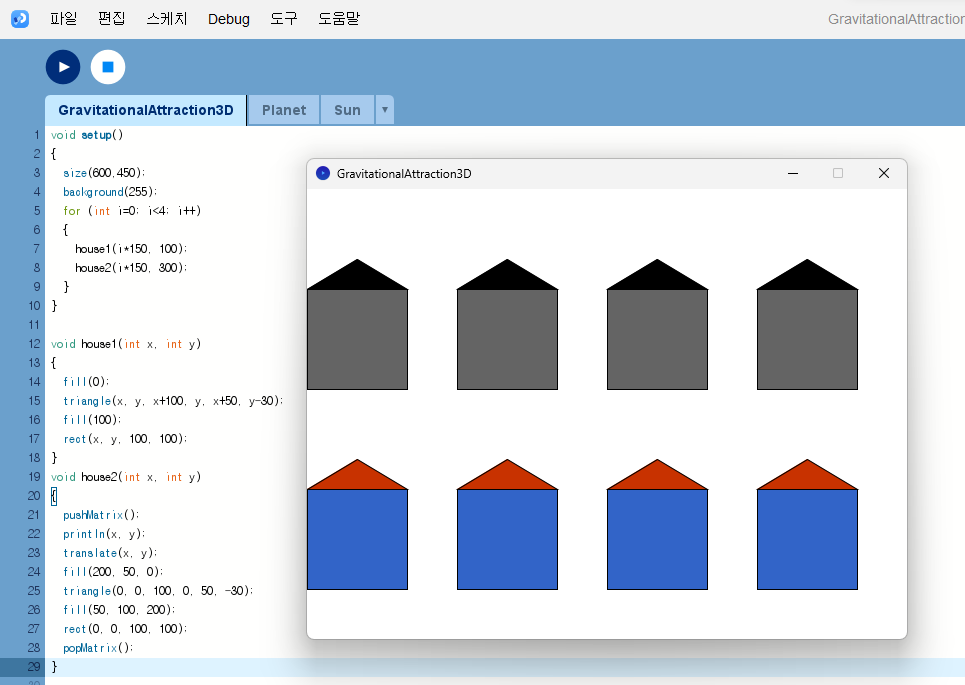 파일 편집 스케치 Debug 도구 도움말 GravitationalAttraction
GravitationalAttraction3D Planet Sun ▼
1 void setup()
2 {
3 size(600,450);
4 background(255);
5 for (int i=0; i<4; i++)
6 {
7 house1(i*150, 100);
8 house2(i*150, 300);
9 }
10 }
11
12 void house1(int x, int y)
13 {
14 fill(0);
15 triangle(x, y, x+100, y, x+50, y-30);
16 fill(100);
17 rect(x, y, 100, 100);
18 }
19 void house2(int x, int y)
20 {
21 pushMatrix();
22 println(x, y);
23 translate(x, y);
24 fill(200, 50, 0);
25 triangle(0, 0, 100, 0, 50, -30);
26 fill(50, 100, 200);
27 rect(0, 0, 100, 100);
28 popMatrix();
29 }
GravitationalAttraction3D